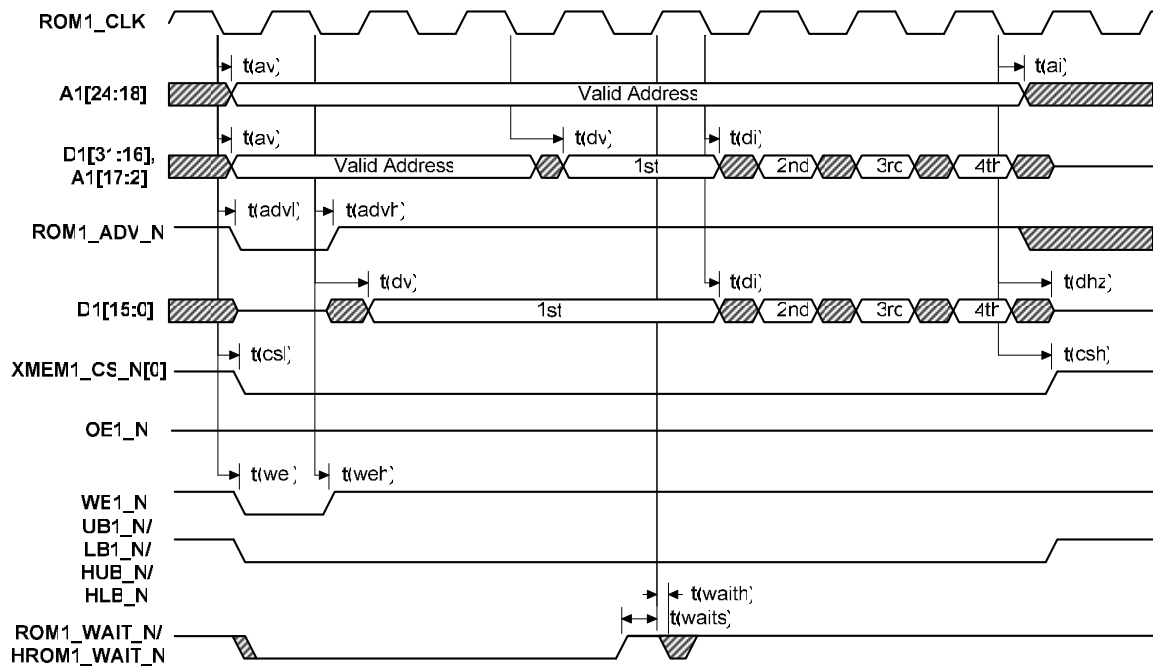 ROM1_CLK
t(av) t(ai)
A1[24:18] Valid Address
t(av) t(dv) t(di)
D1[31:16],
A1[17:2] Valid Address 1st 2nd 3rd 4th
t(advl) t(advh)
ROM1_ADV_N
t(dv) t(di) t(dhz)
D1[15:0] 1st 2nd 3rd 4th
t(csl) t(csh)
XMEM1_CS_N[0]
OE1_N
t(wel) t(weh)
WE1_N
UB1_N/
LB1_N/
HUB_N/
HLB_N
t(waith)
t(waits)
ROM1_WAIT_N/
HROM1_WAIT_N